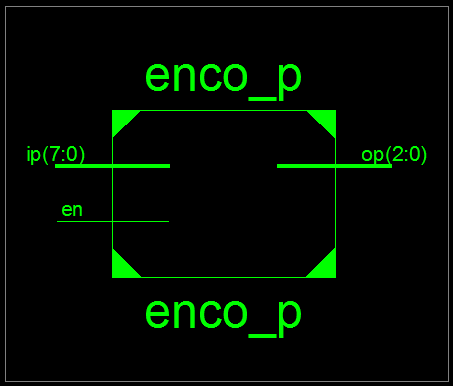 enco_p
ip(7:0)
op(2:0)
en
enco_p